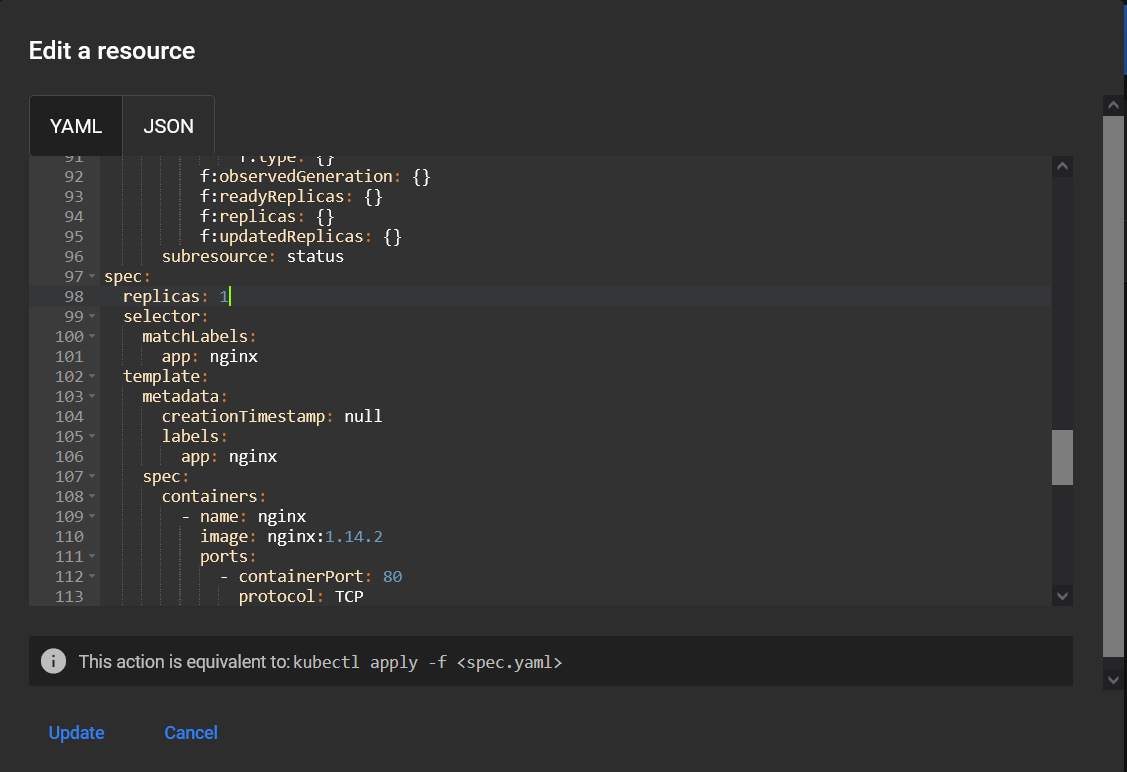 Edit a resource
YAML JSON
91 f:type: {}
92 f:observedGeneration: {}
93 f:readyReplicas: {}
94 f:replicas: {}
95 f:updatedReplicas: {}
96 subresource: status
97 spec:
98 replicas: 1
99 selector:
100 matchLabels:
101 app: nginx
102 template:
103 metadata:
104 creationTimestamp: null
105 labels:
106 app: nginx
107 spec:
108 containers:
109 - name: nginx
110 image: nginx:1.14.2
111 ports:
112 - containerPort: 80
113 protocol: TCP
This action is equivalent to: kubectl apply -f <spec.yaml>
Update Cancel